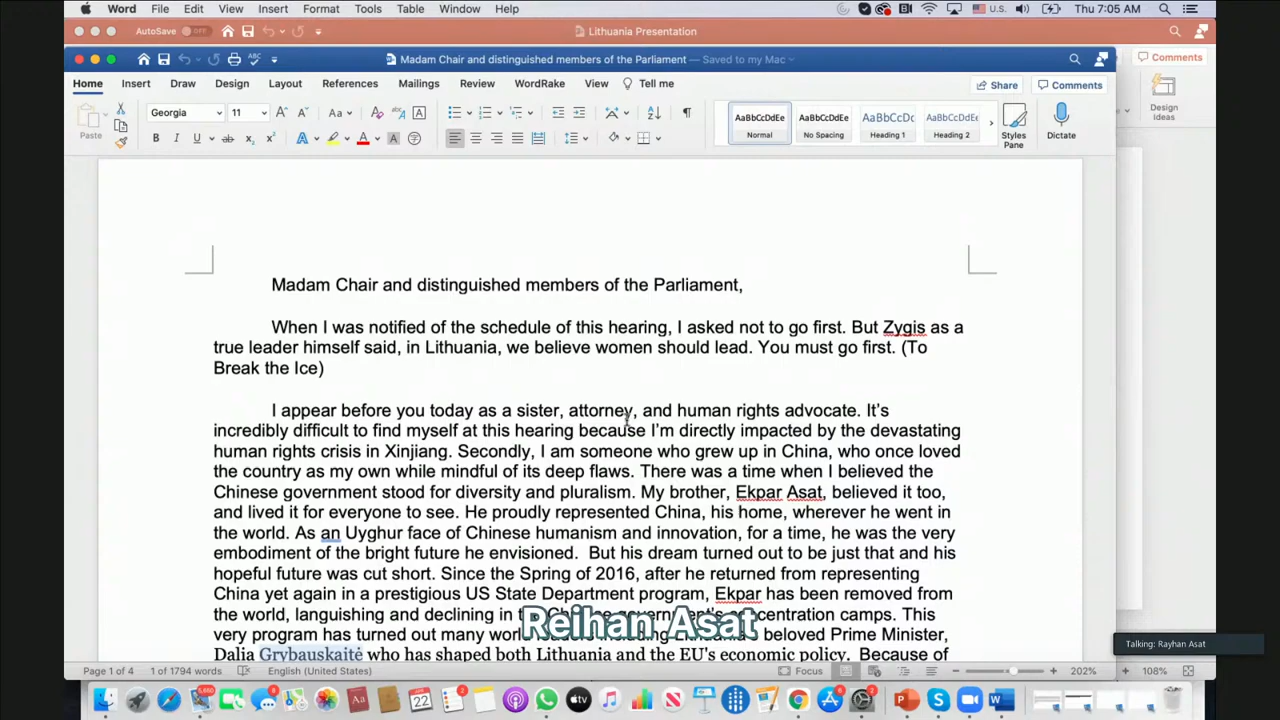 Word File Edit View Insert Format Tools Table Window Help U.S. Thu 7:05 AM
AutoSave OFF Lithuania Presentation
Madam Chair and distinguished members of the Parliament — Saved to my Mac
Comments
Home Insert Draw Design Layout References Mailings Review WordRake View Tell me Share Comments
Paste Georgia 11 Aa
AaBbCcDdEe AaBbCcDdEe AaBbCcDc AaBbCcDdEe
Normal No Spacing Heading 1 Heading 2 Styles Pane Dictate Design Ideas
Madam Chair and distinguished members of the Parliament,
When I was notified of the schedule of this hearing, I asked not to go first. But Zygis as a
true leader himself said, in Lithuania, we believe women should lead. You must go first. (To
Break the Ice)
I appear before you today as a sister, attorney, and human rights advocate. It's
incredibly difficult to find myself at this hearing because I'm directly impacted by the devastating
human rights crisis in Xinjiang. Secondly, I am someone who grew up in China, who once loved
the country as my own while mindful of its deep flaws. There was a time when I believed the
Chinese government stood for diversity and pluralism. My brother, Ekpar Asat, believed it too,
and lived it for everyone to see. He proudly represented China, his home, wherever he went in
the world. As an Uyghur face of Chinese humanism and innovation, for a time, he was the very
embodiment of the bright future he envisioned. But his dream turned out to be just that and his
hopeful future was cut short. Since the Spring of 2016, after he returned from representing
China yet again in a prestigious US State Department program, Ekpar has been removed from
the world, languishing and declining in concentration camps. This
very program has turned out many beloved Prime Minister,
Reihan Asat
Talking: Rayhan Asat
Dalia Grybauskaitė who has served both Lithuania and the EU's economic policy. Because of
Page 1 of 4 1 of 1794 words English (United States) Focus 202% 108%